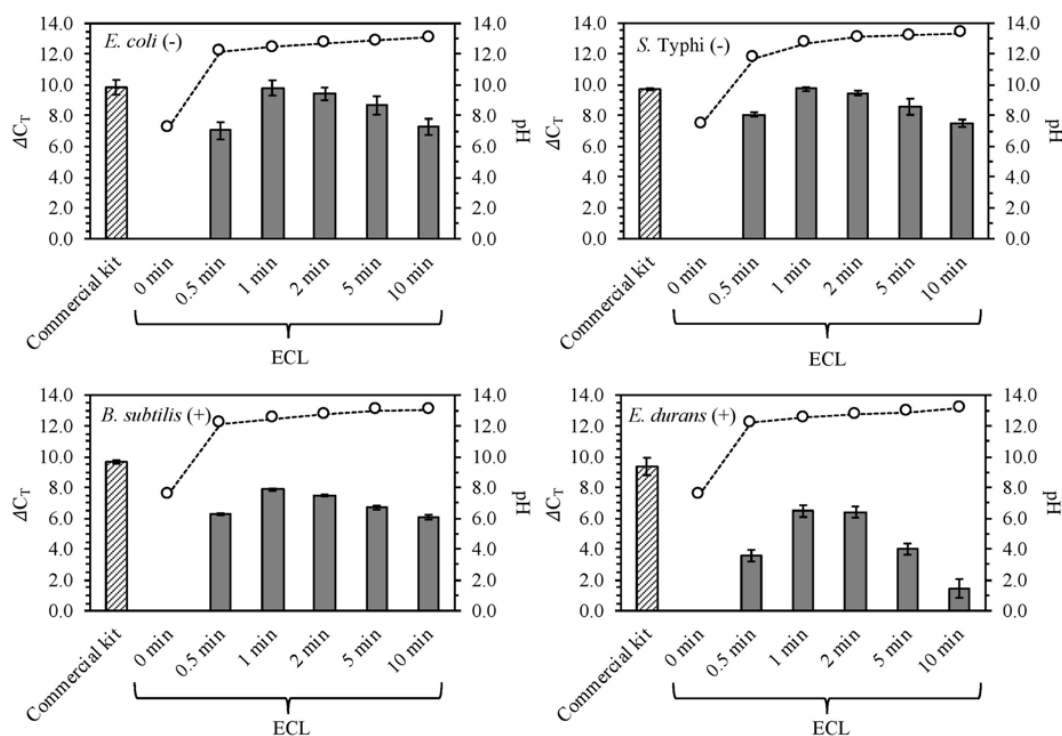 E. coli (-)
14.0
12.0
10.0
8.0
6.0
4.0
2.0
0.0
ΔCT
14.0
12.0
10.0
8.0
6.0
4.0
2.0
0.0
pH
Commercial kit
0 min
0.5 min
1 min
2 min
5 min
10 min
ECL
S. Typhi (-)
14.0
12.0
10.0
8.0
6.0
4.0
2.0
0.0
ΔCT
14.0
12.0
10.0
8.0
6.0
4.0
2.0
0.0
pH
Commercial kit
0 min
0.5 min
1 min
2 min
5 min
10 min
ECL
B. subtilis (+)
14.0
12.0
10.0
8.0
6.0
4.0
2.0
0.0
ΔCT
14.0
12.0
10.0
8.0
6.0
4.0
2.0
0.0
pH
Commercial kit
0 min
0.5 min
1 min
2 min
5 min
10 min
ECL
E. durans (+)
14.0
12.0
10.0
8.0
6.0
4.0
2.0
0.0
ΔCT
14.0
12.0
10.0
8.0
6.0
4.0
2.0
0.0
pH
Commercial kit
0 min
0.5 min
1 min
2 min
5 min
10 min
ECL